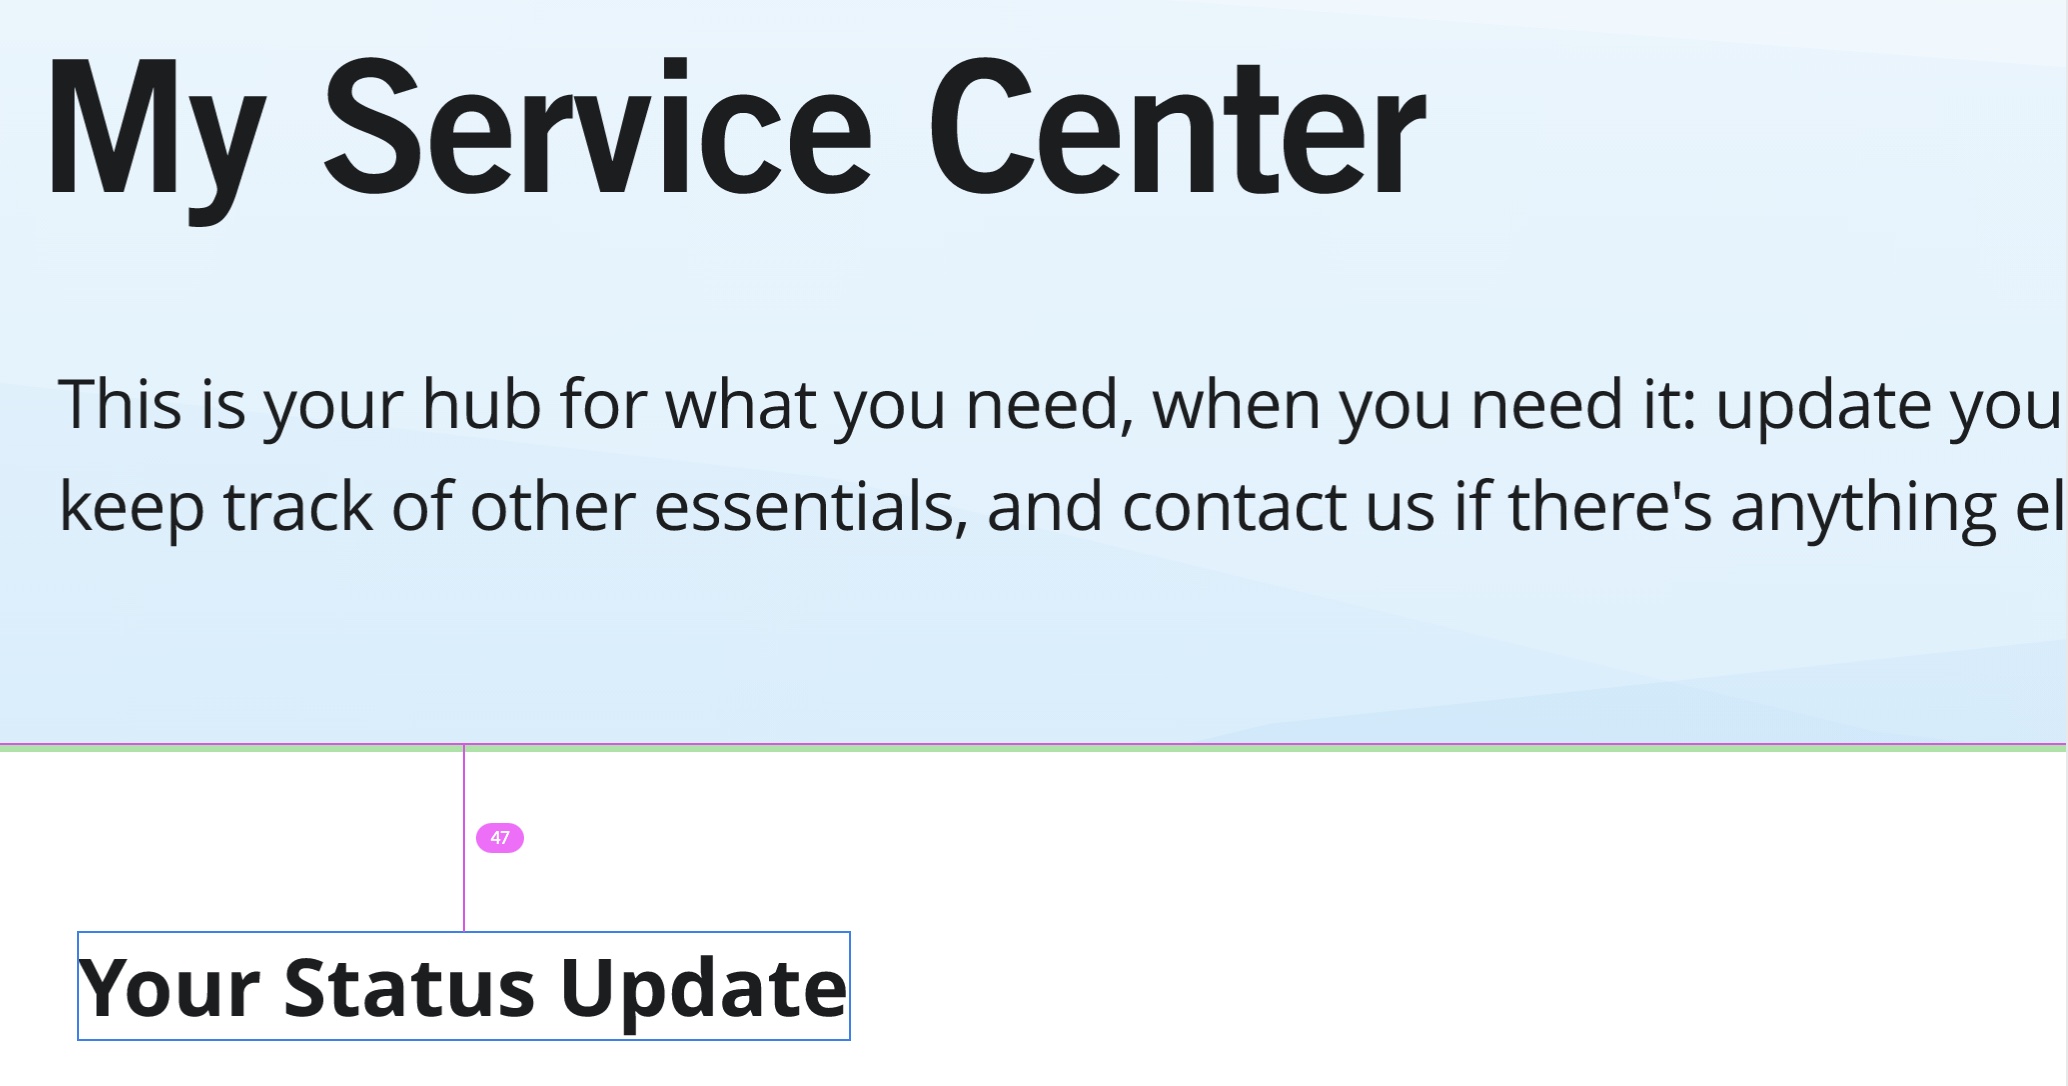 My Service Center
This is your hub for what you need, when you need it: update you
keep track of other essentials, and contact us if there's anything el
47
Your Status Update